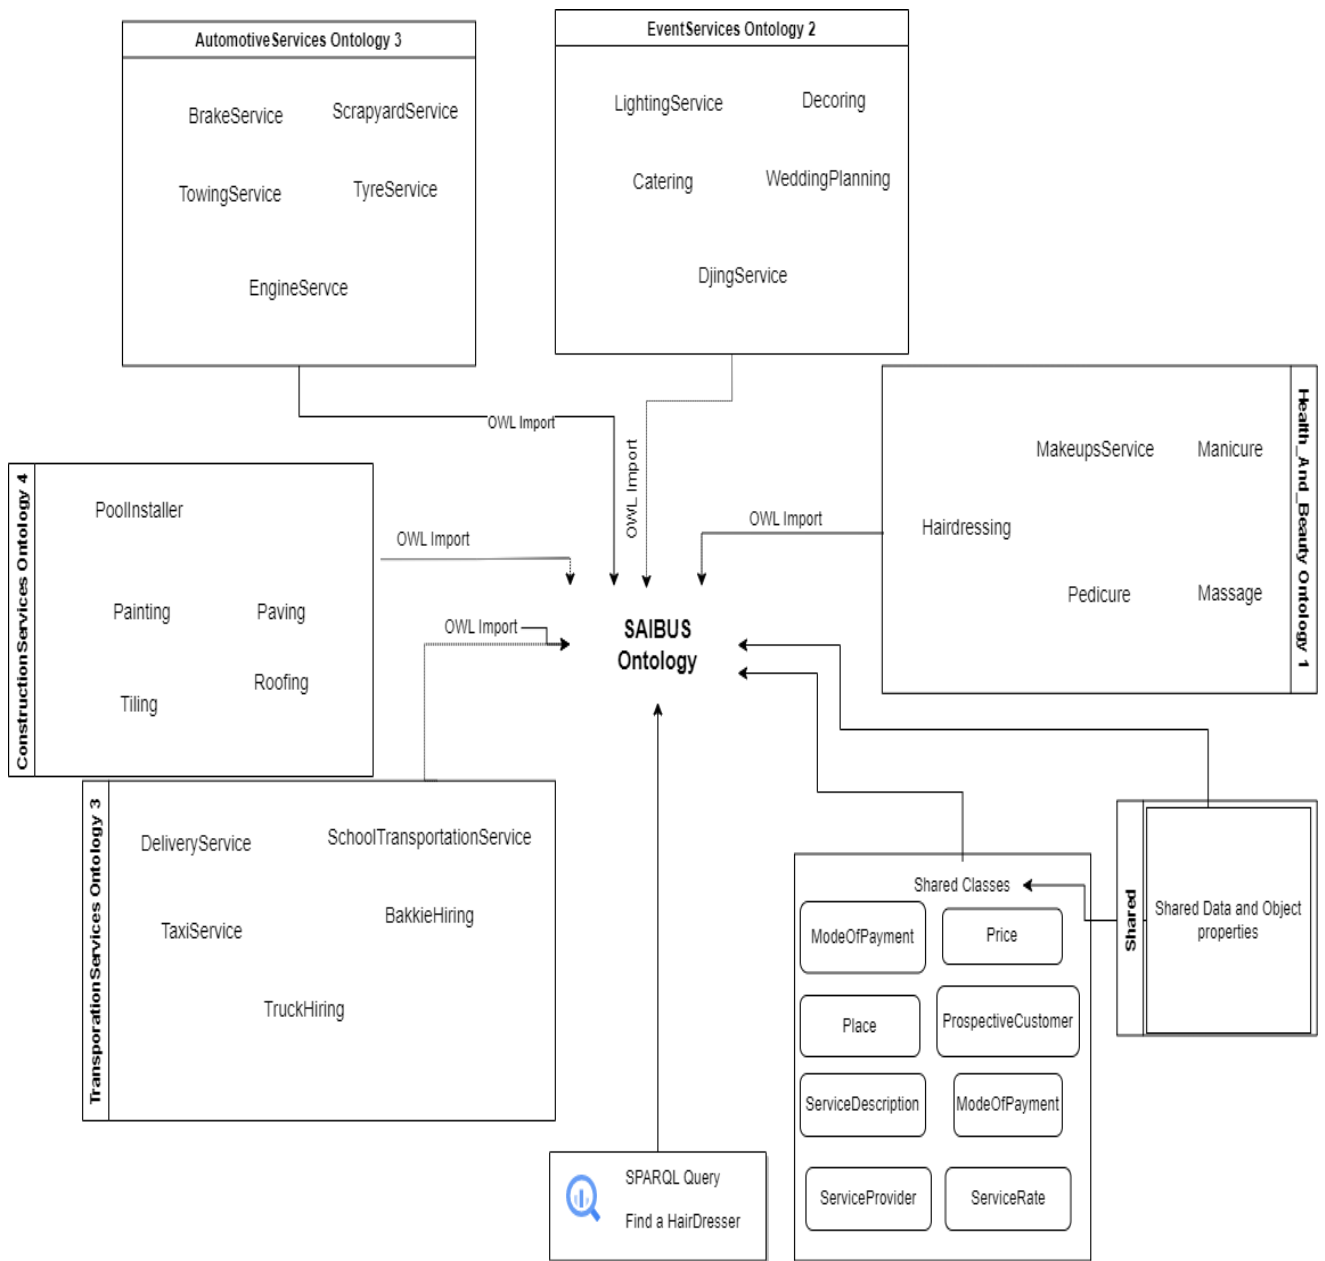 AutomotiveServices Ontology 3
BrakeService
ScrapyardService
TowingService
TyreService
EngineServce
EventServices Ontology 2
LightingService
Decoring
Catering
WeddingPlanning
DjingService
OWL Import
OWL Import
Health_And_Beauty Ontology 1
MakeupsService
Manicure
Hairdressing
Pedicure
Massage
OWL Import
ConstructionServices Ontology 4
PoolInstaller
Painting
Paving
Tiling
Roofing
OWL Import
OWL Import
SAIBUS
Ontology
TransporationServices Ontology 3
DeliveryService
SchoolTransportationService
TaxiService
BakkieHiring
TruckHiring
Shared Classes
ModeOfPayment
Price
Place
ProspectiveCustomer
ServiceDescription
ModeOfPayment
ServiceProvider
ServiceRate
Shared
Shared Data and Object
properties
SPARQL Query
Find a HairDresser